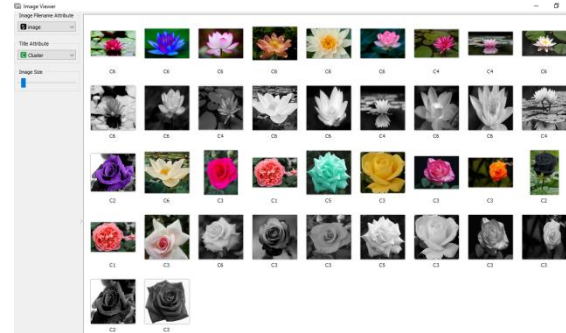 Image Viewer
Image Filename Attribute
S image
Title Attribute
C Cluster
Image Size
C6 C6 C6 C6 C6 C6 C4 C4 C6
C6 C6 C4 C6 C6 C4 C6 C6 C4
C2 C6 C3 C1 C5 C3 C3 C3 C2
C1 C3 C6 C3 C3 C5 C3 C3 C3
C2 C3